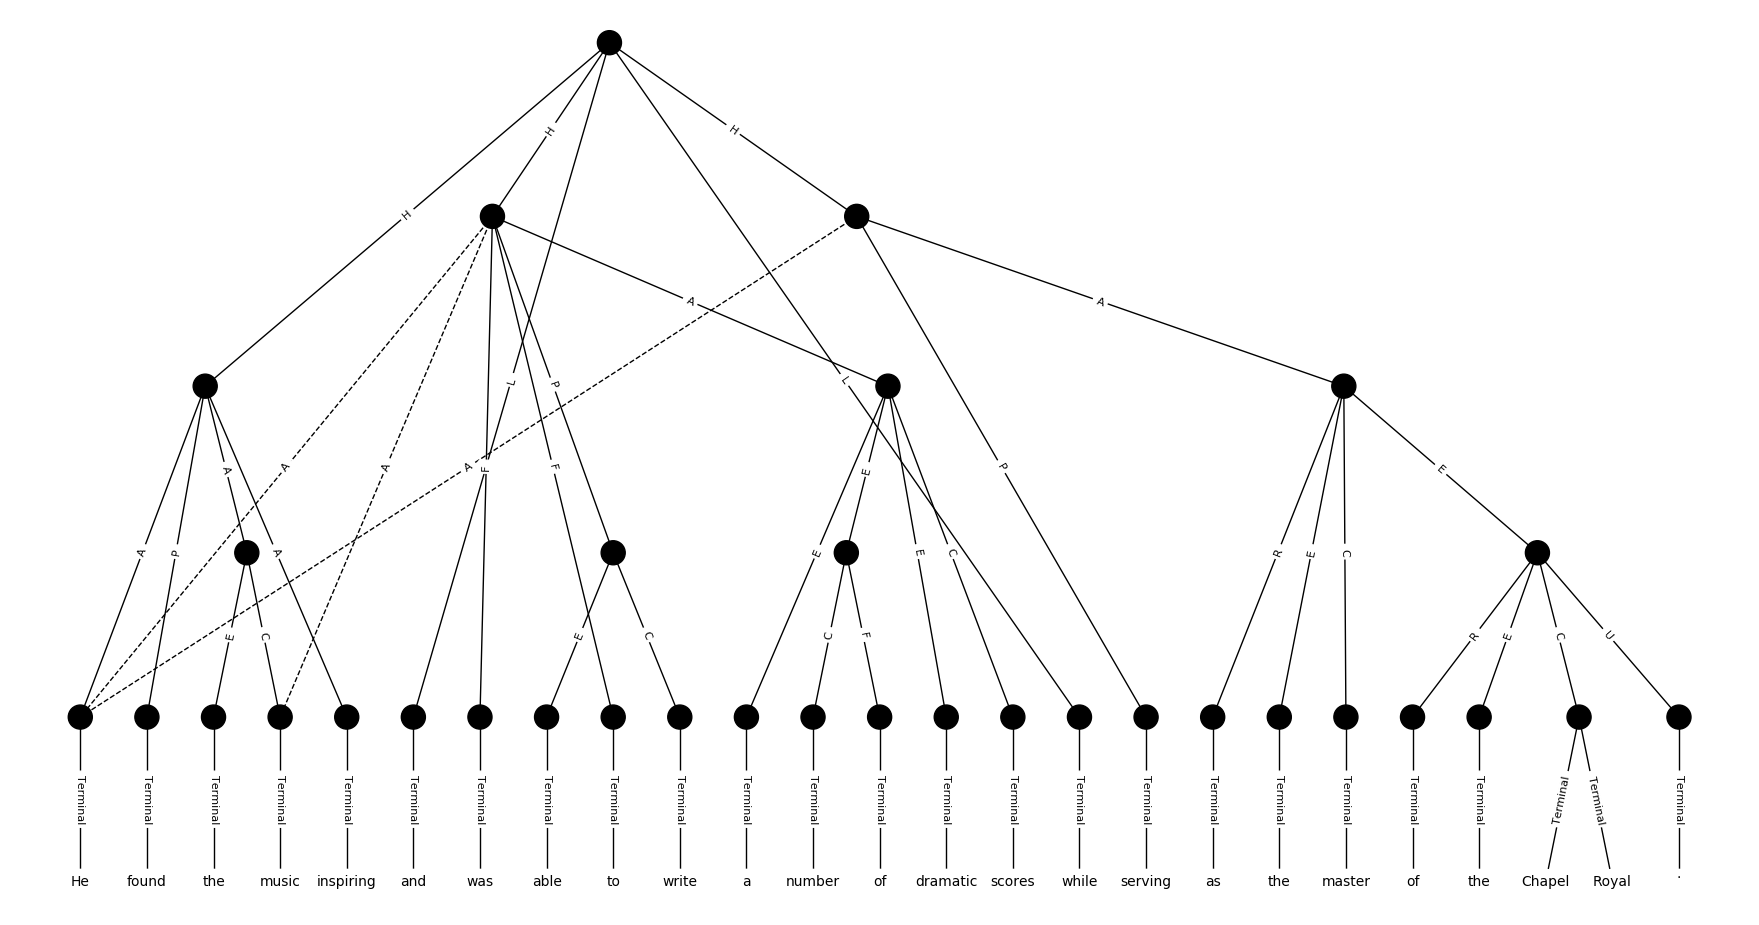 H H
H
A A
L P L
A A A F F P A E P E
A P A E E C R E C
E C E C C F R E C U
Terminal Terminal Terminal Terminal Terminal Terminal Terminal Terminal Terminal Terminal Terminal Terminal Terminal Terminal Terminal Terminal Terminal Terminal Terminal Terminal Terminal Terminal Terminal Terminal Terminal
He found the music inspiring and was able to write a number of dramatic scores while serving as the master of the Chapel Royal .